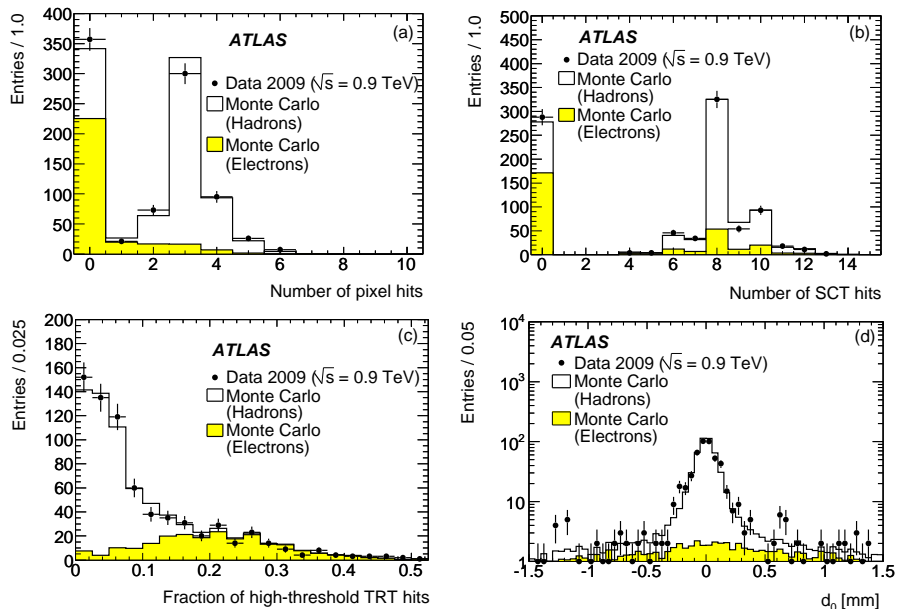 (a)
ATLAS
Data 2009 (√s = 0.9 TeV)
Monte Carlo
(Hadrons)
Monte Carlo
(Electrons)
Entries / 1.0
400
350
300
250
200
150
100
50
0
0 2 4 6 8 10
Number of pixel hits
(b)
ATLAS
Data 2009 (√s = 0.9 TeV)
Monte Carlo
(Hadrons)
Monte Carlo
(Electrons)
Entries / 1.0
500
450
400
350
300
250
200
150
100
50
0
0 2 4 6 8 10 12 14
Number of SCT hits
(c)
ATLAS
Data 2009 (√s = 0.9 TeV)
Monte Carlo
(Hadrons)
Monte Carlo
(Electrons)
Entries / 0.025
200
180
160
140
120
100
80
60
40
20
0
0 0.1 0.2 0.3 0.4 0.5
Fraction of high-threshold TRT hits
(d)
ATLAS
Data 2009 (√s = 0.9 TeV)
Monte Carlo
(Hadrons)
Monte Carlo
(Electrons)
Entries / 0.05
10⁴
10³
10²
10
1
-1.5 -1 -0.5 0 0.5 1 1.5
d₀ [mm]